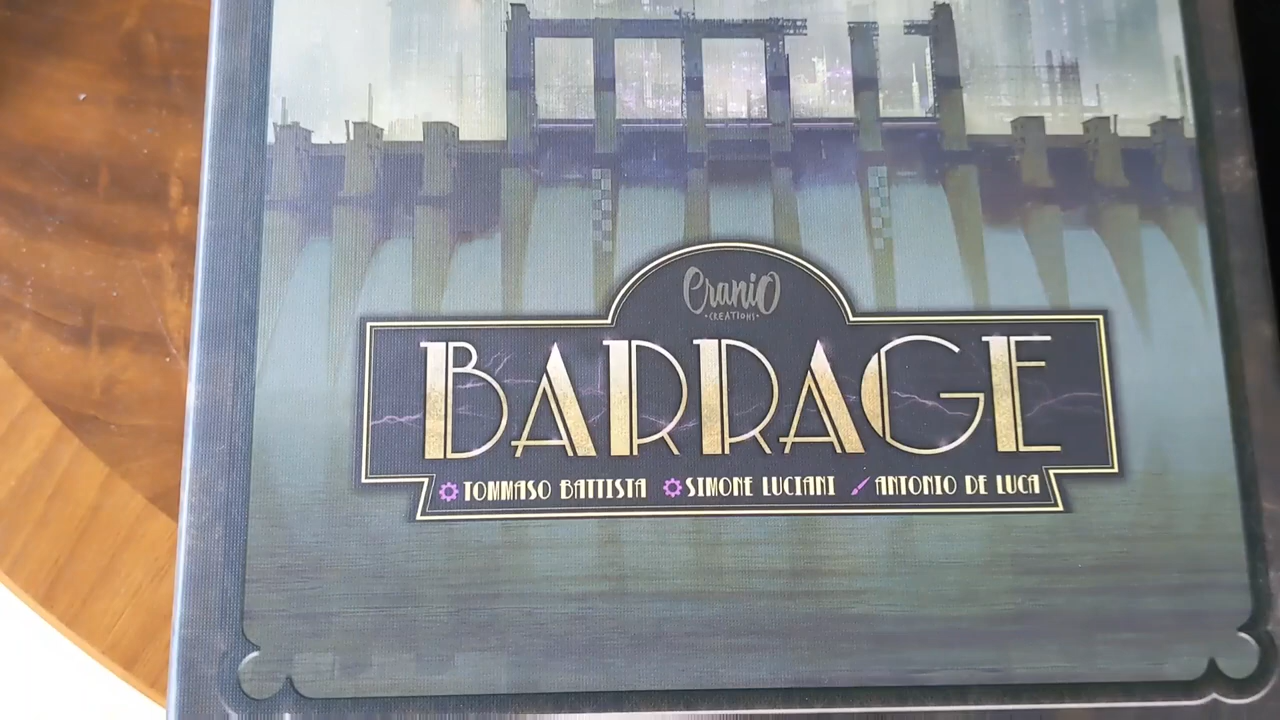 Cranio
·CREATIONS·
BARRAGE
TOMMASO BATTISTA SIMONE LUCIANI ANTONIO DE LUCA